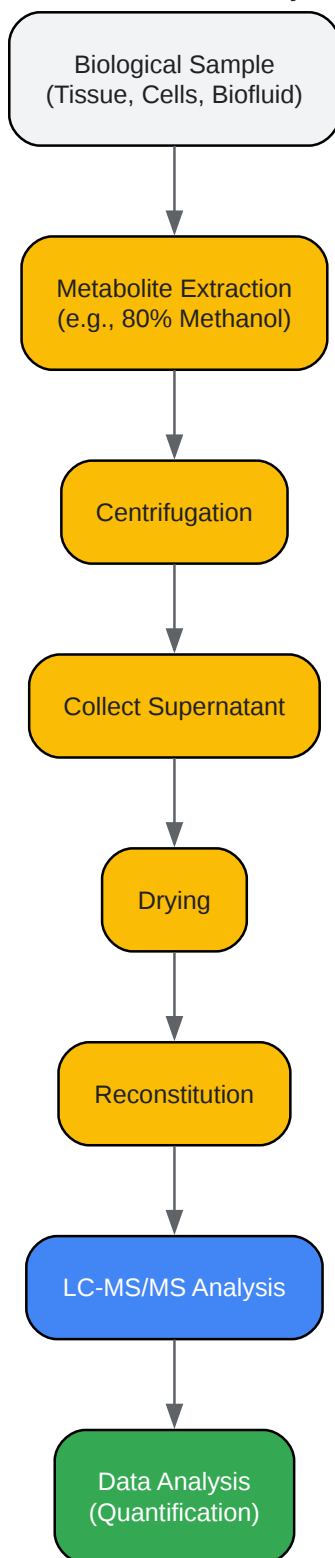 Biological Sample
(Tissue, Cells, Biofluid)
Metabolite Extraction
(e.g., 80% Methanol)
Centrifugation
Collect Supernatant
Drying
Reconstitution
LC-MS/MS Analysis
Data Analysis
(Quantification)